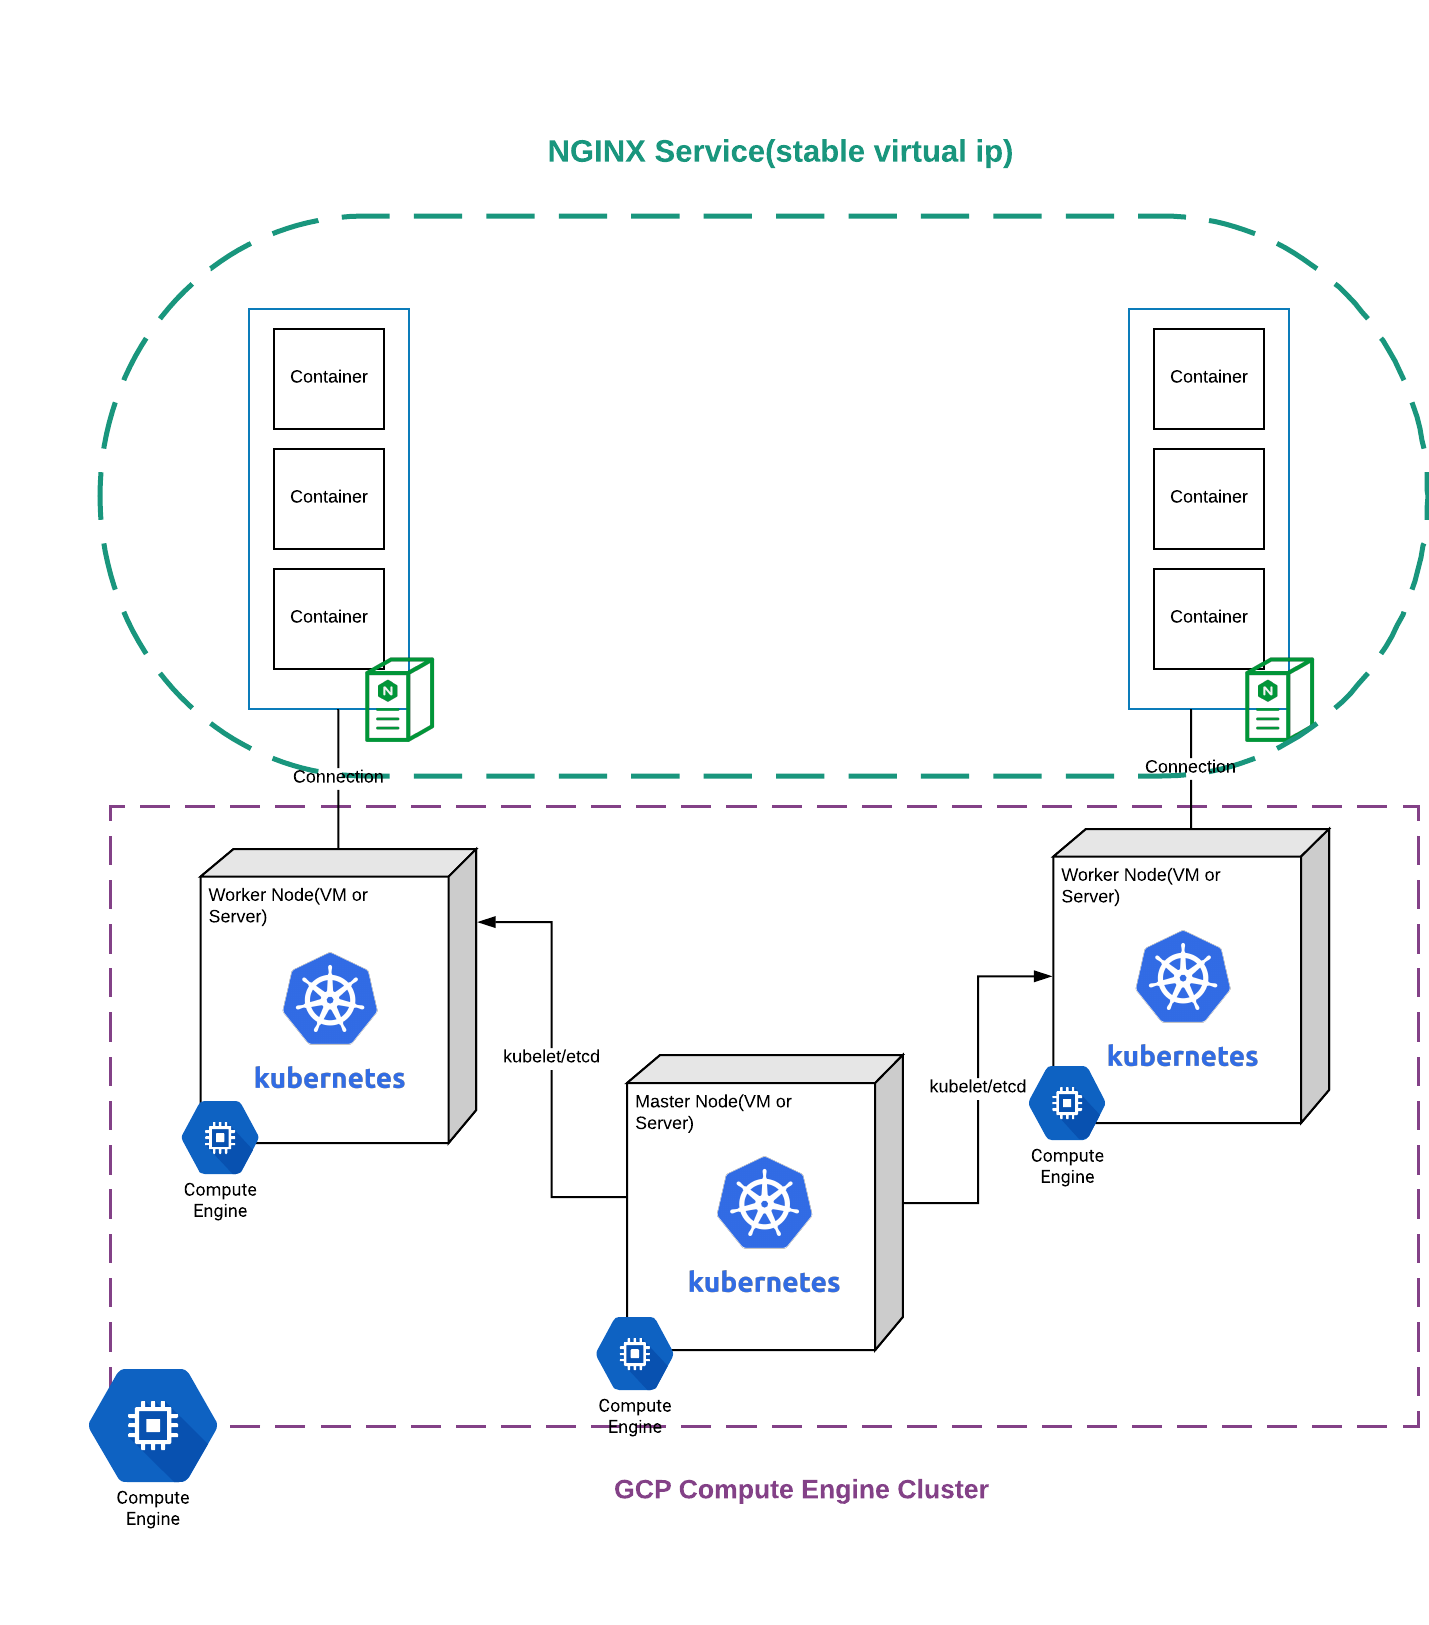 NGINX Service(stable virtual ip)
Container
Container
Container
Container
Container
Container
N
N
Connection
Connection
Worker Node(VM or
Server)
kubernetes
Compute
Engine
kubelet/etcd
Master Node(VM or
Server)
kubernetes
Compute
Engine
kubelet/etcd
Worker Node(VM or
Server)
kubernetes
Compute
Engine
Compute
Engine
GCP Compute Engine Cluster